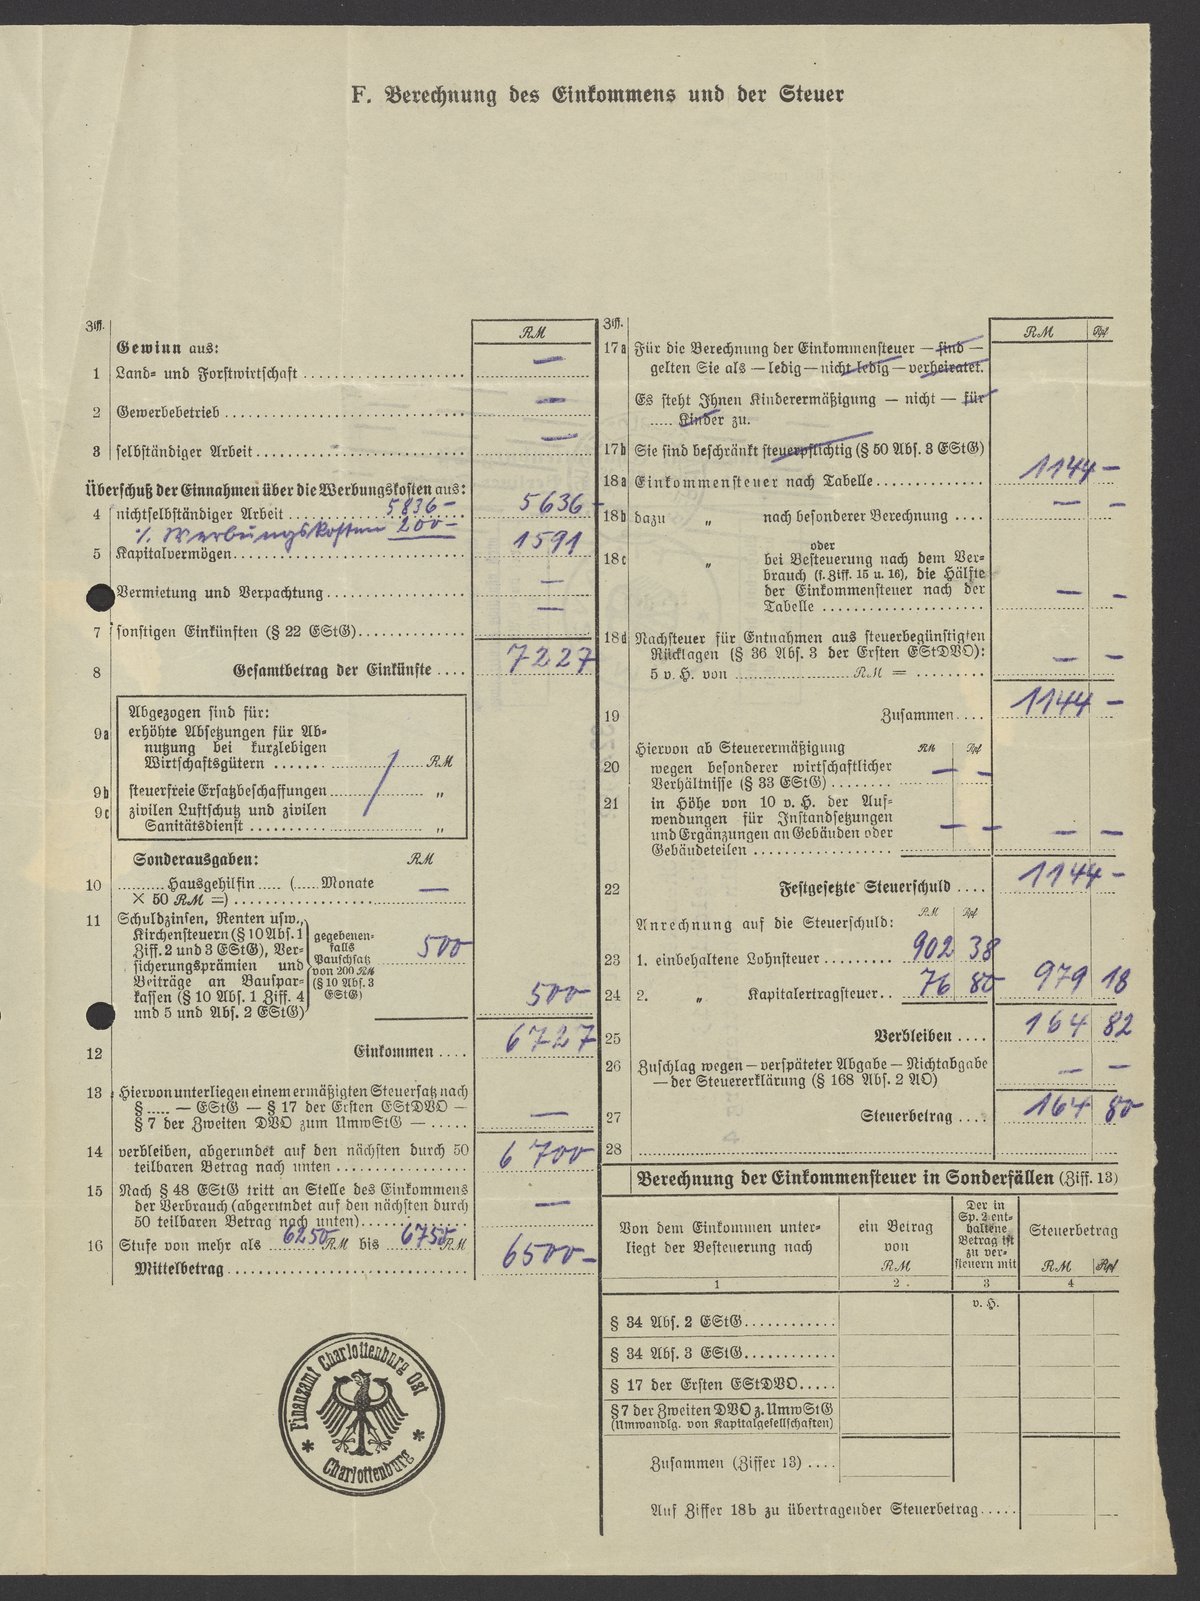 F. Berechnung des Einkommens und der Steuer
Ziff.
RM
Gewinn aus:
1 Land- und Forstwirtschaft —
2 Gewerbebetrieb —
3 selbständiger Arbeit —
Überschuß der Einnahmen über die Werbungskosten aus:
4 nichtselbständiger Arbeit 5836 — 5636 —
./. Werbungskosten 200 —
5 Kapitalvermögen 1591
Vermietung und Verpachtung —
7 sonstigen Einkünften (§ 22 EStG) —
8 Gesamtbetrag der Einkünfte 7227
Abgezogen sind für:
9a erhöhte Absetzungen für Ab-
nutzung bei kurzlebigen
Wirtschaftsgütern RM
9b steuerfreie Ersatzbeschaffungen „
9c zivilen Luftschutz und zivilen
Sanitätsdienst „
Sonderausgaben: RM
10 Hausgehilfin (Monate
× 50 RM =) —
11 Schuldzinsen, Renten usw.,
Kirchensteuern (§ 10 Abs. 1
Ziff. 2 und 3 EStG), Ver-
sicherungsprämien und
Beiträge an Bauspar-
kassen (§ 10 Abs. 1 Ziff. 4
und 5 und Abs. 2 EStG)
gegebenen-
falls
Pauschsatz
von 200 RM
(§ 10 Abs. 3
EStG)
500
500
12 Einkommen 6727
13 Hiervon unterliegen einem ermäßigten Steuersatz nach
§ ..... — EStG — § 17 der Ersten EStDVO —
§ 7 der Zweiten DVO zum UmwStG — —
14 verbleiben, abgerundet auf den nächsten durch 50
teilbaren Betrag nach unten 6700
15 Nach § 48 EStG tritt an Stelle des Einkommens
der Verbrauch (abgerundet auf den nächsten durch
50 teilbaren Betrag nach unten) —
16 Stufe von mehr als 6250 RM bis 6750 RM
Mittelbetrag 6500 —
Finanzamt Charlottenburg Ost
* Charlottenburg *
Ziff.
RM Rpf
17a Für die Berechnung der Einkommensteuer — sind —
gelten Sie als — ledig — nicht ledig — verheiratet.
Es steht Ihnen Kinderermäßigung — nicht — für
..... Kinder zu.
17b Sie sind beschränkt steuerpflichtig (§ 50 Abs. 3 EStG)
18a Einkommensteuer nach Tabelle 1144 —
18b dazu „ nach besonderer Berechnung — —
oder
18c „ bei Besteuerung nach dem Ver-
brauch (s. Ziff. 15 u. 16), die Hälfte
der Einkommensteuer nach der
Tabelle — —
18d Nachsteuer für Entnahmen aus steuerbegünstigten
Rücklagen (§ 36 Abs. 3 der Ersten EStDVO):
5 v. H. von RM = — —
19 Zusammen 1144 —
Hiervon ab Steuerermäßigung RM Rpf
20 wegen besonderer wirtschaftlicher
Verhältnisse (§ 33 EStG) — —
21 in Höhe von 10 v. H. der Auf-
wendungen für Instandsetzungen
und Ergänzungen an Gebäuden oder
Gebäudeteilen — — — —
22 Festgesetzte Steuerschuld 1144 —
Anrechnung auf die Steuerschuld: RM Rpf
23 1. einbehaltene Lohnsteuer 902 38
24 2. „ Kapitalertragsteuer 76 80 979 18
25 Verbleiben 164 82
26 Zuschlag wegen — verspäteter Abgabe — Nichtabgabe
— der Steuererklärung (§ 168 Abs. 2 AO) — —
27 Steuerbetrag 164 80
28
Berechnung der Einkommensteuer in Sonderfällen (Ziff. 13)
Von dem Einkommen unter-
liegt der Besteuerung nach
ein Betrag
von
RM
Der in
Sp. 2 ent-
haltene
Betrag ist
zu ver-
steuern mit
Steuerbetrag
RM Rpf
1 2 3 4
v. H.
§ 34 Abs. 2 EStG
§ 34 Abs. 3 EStG
§ 17 der Ersten EStDVO
§ 7 der Zweiten DVO z. UmwStG
(Umwandlg. von Kapitalgesellschaften)
Zusammen (Ziffer 13)
Auf Ziffer 18b zu übertragender Steuerbetrag